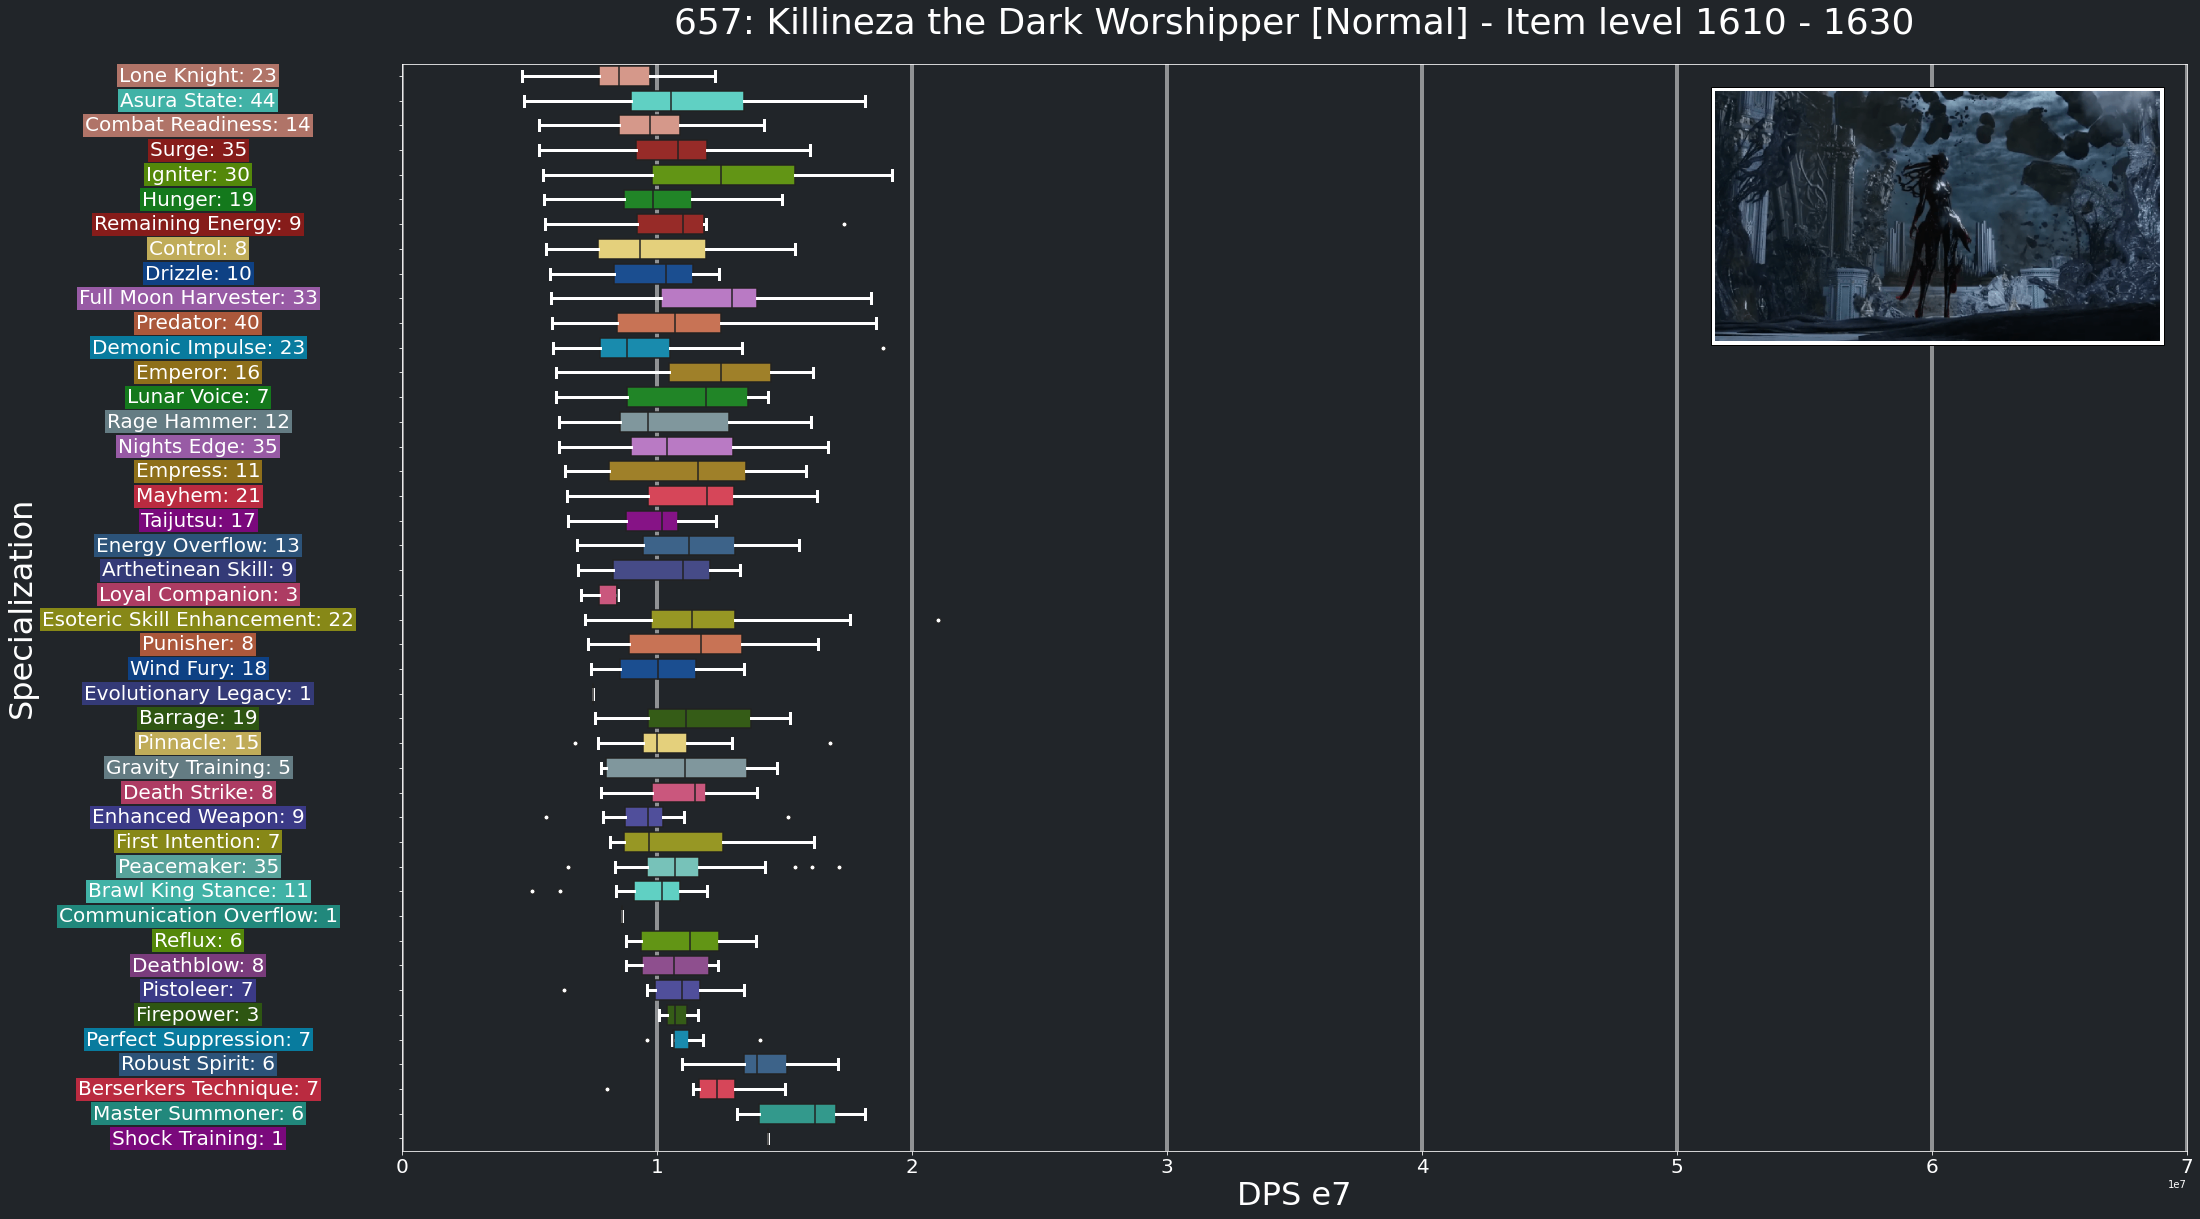 657: Killineza the Dark Worshipper [Normal] - Item level 1610 - 1630
Specialization
Lone Knight: 23
Asura State: 44
Combat Readiness: 14
Surge: 35
Igniter: 30
Hunger: 19
Remaining Energy: 9
Control: 8
Drizzle: 10
Full Moon Harvester: 33
Predator: 40
Demonic Impulse: 23
Emperor: 16
Lunar Voice: 7
Rage Hammer: 12
Nights Edge: 35
Empress: 11
Mayhem: 21
Taijutsu: 17
Energy Overflow: 13
Arthetinean Skill: 9
Loyal Companion: 3
Esoteric Skill Enhancement: 22
Punisher: 8
Wind Fury: 18
Evolutionary Legacy: 1
Barrage: 19
Pinnacle: 15
Gravity Training: 5
Death Strike: 8
Enhanced Weapon: 9
First Intention: 7
Peacemaker: 35
Brawl King Stance: 11
Communication Overflow: 1
Reflux: 6
Deathblow: 8
Pistoleer: 7
Firepower: 3
Perfect Suppression: 7
Robust Spirit: 6
Berserkers Technique: 7
Master Summoner: 6
Shock Training: 1
0 1 2 3 4 5 6 7
1e7
DPS e7